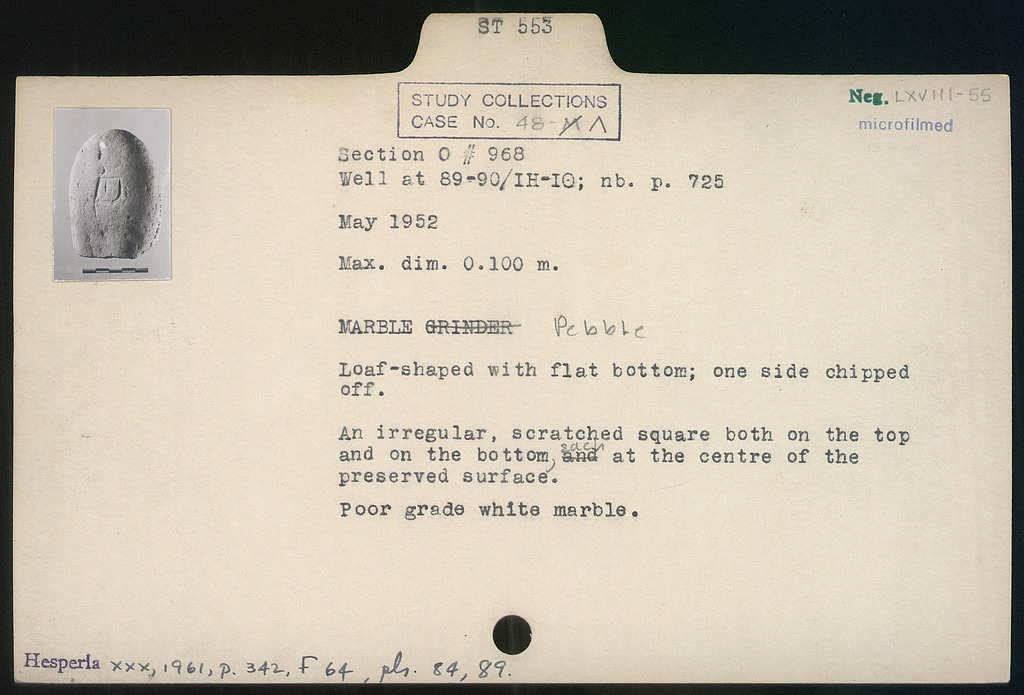 ST 553
STUDY COLLECTIONS
CASE No. 48-M Λ
Neg. LXVIII-55
microfilmed
Section O # 968
Well at 89-90/ΙΗ-ΙΘ; nb. p. 725
May 1952
Max. dim. 0.100 m.
MARBLE GRINDER Pebble
Loaf-shaped with flat bottom; one side chipped
off.
An irregular, scratched square both on the top
each
and on the bottom, and at the centre of the
preserved surface.
Poor grade white marble.
Hesperia xxx, 1961, p. 342, F 64, pls. 84, 89.